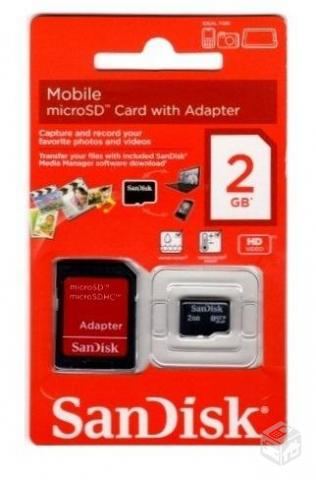 IDEAL FOR:
Mobile
microSD™ Card with Adapter
Capture and record your
favorite photos and videos
Transfer your files with included SanDisk®
Media Manager software download*
SanDisk
2
GB*
HD
VIDEO
microSD™
microSDHC™
Adapter
SanDisk
SanDisk
2GB
SanDisk®